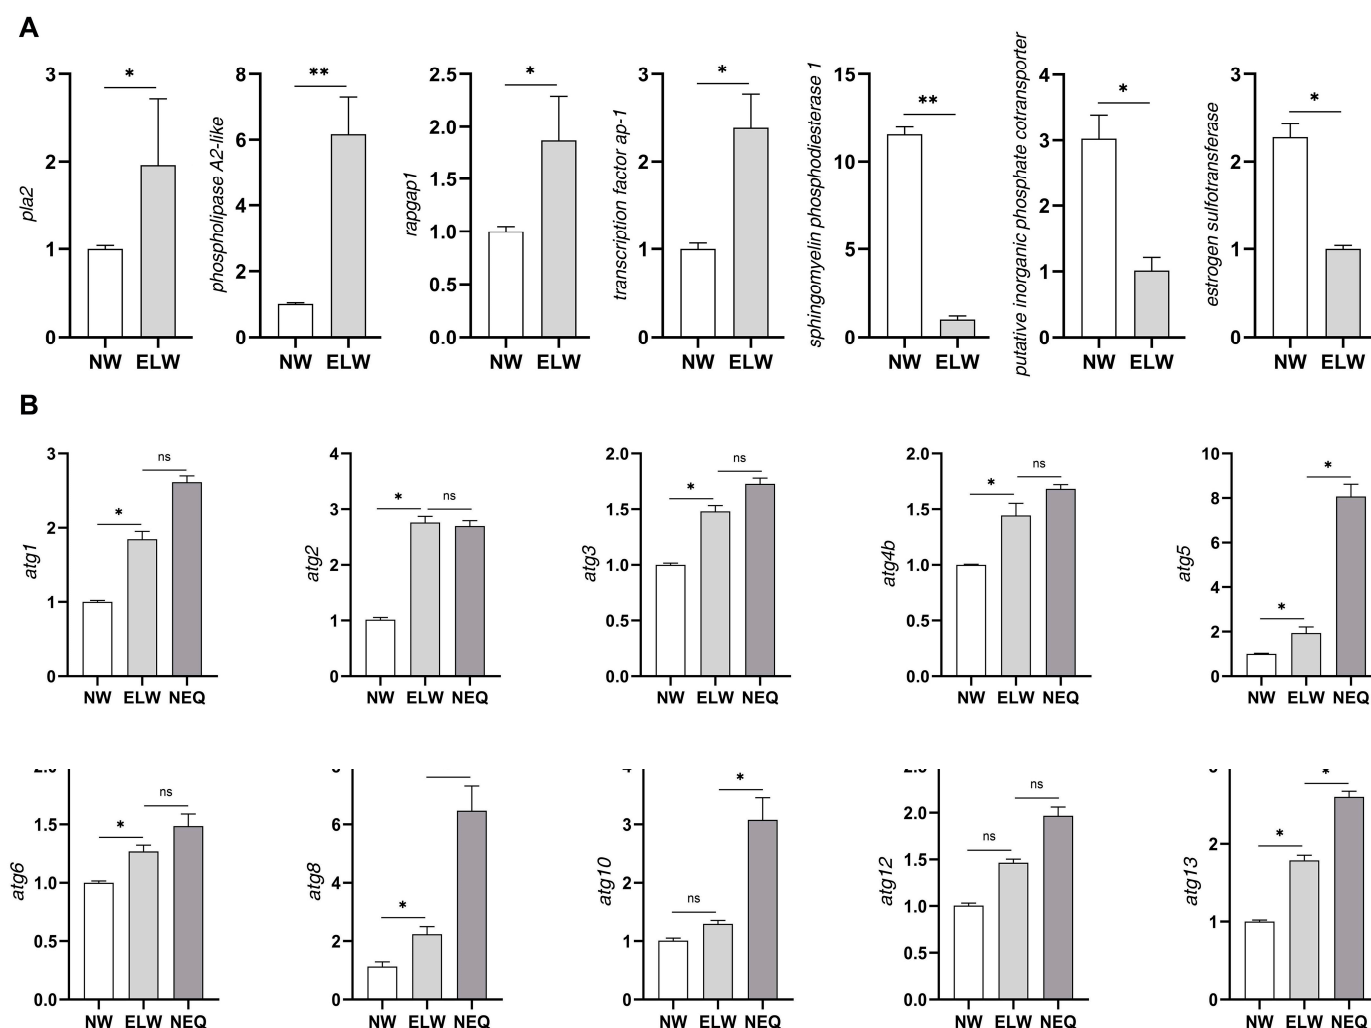 A
pla2
3
2
1
0
*
NW ELW
phospholipase A2-like
8
6
4
2
0
**
NW ELW
rapgap1
2.5
2.0
1.5
1.0
0.5
0.0
*
NW ELW
transcription factor ap-1
3
2
1
0
*
NW ELW
sphingomyelin phosphodiesterase 1
15
10
5
0
**
NW ELW
putative inorganic phosphate cotransporter
4
3
2
1
0
*
NW ELW
estrogen sulfotransferase
3
2
1
0
*
NW ELW
B
atg1
3
2
1
0
*
ns
NW ELW NEQ
atg2
4
3
2
1
0
*
ns
NW ELW NEQ
atg3
2.0
1.5
1.0
0.5
0.0
*
ns
NW ELW NEQ
atg4b
2.0
1.5
1.0
0.5
0.0
*
ns
NW ELW NEQ
atg5
10
8
6
4
2
0
*
*
NW ELW NEQ
atg6
1.5
1.0
0.5
0.0
*
ns
NW ELW NEQ
atg8
6
4
2
0
*
NW ELW NEQ
atg10
3
2
1
0
ns
*
NW ELW NEQ
atg12
2.0
1.5
1.0
0.5
0.0
ns
ns
NW ELW NEQ
atg13
2
1
0
*
*
NW ELW NEQ